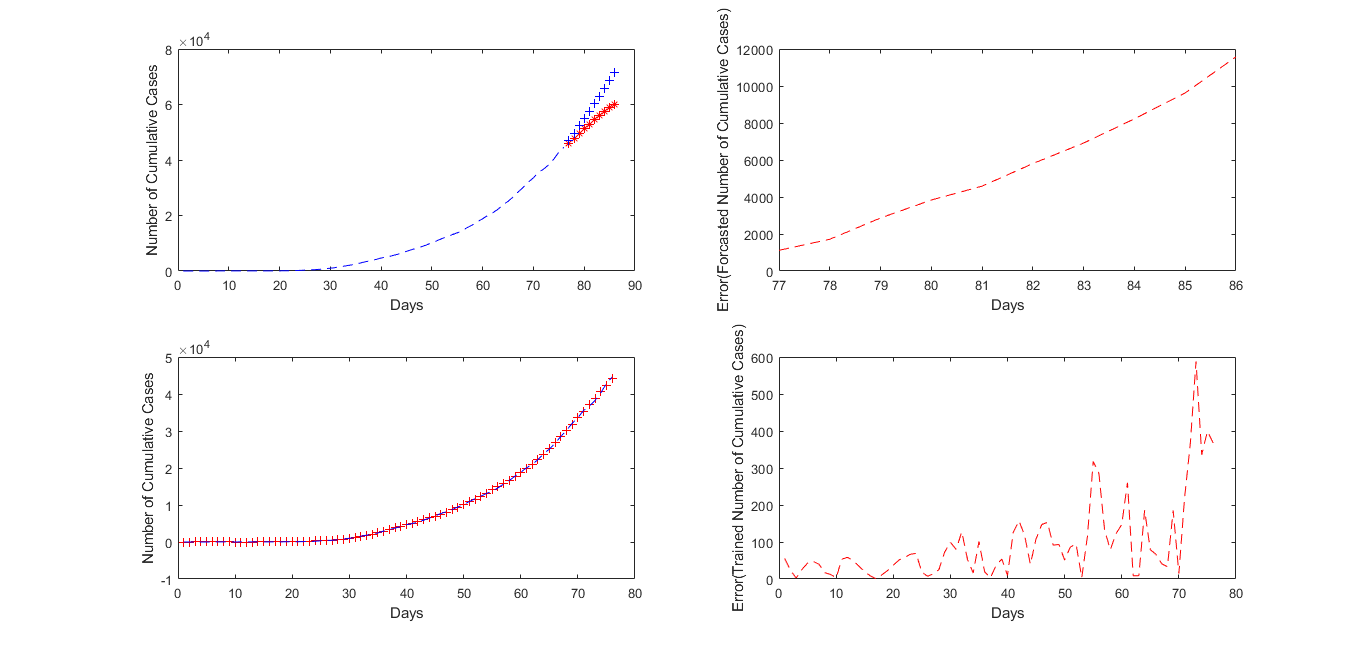 ×10^4
Number of Cumulative Cases
8
6
4
2
0
0 10 20 30 40 50 60 70 80 90
Days
Error(Forcasted Number of Cumulative Cases)
12000
10000
8000
6000
4000
2000
0
77 78 79 80 81 82 83 84 85 86
Days
×10^4
Number of Cumulative Cases
5
4
3
2
1
0
-1
0 10 20 30 40 50 60 70 80
Days
Error(Trained Number of Cumulative Cases)
600
500
400
300
200
100
0
0 10 20 30 40 50 60 70 80
Days